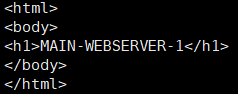 <html>
<body>
<h1>MAIN-WEBSERVER-1</h1>
</body>
</html>